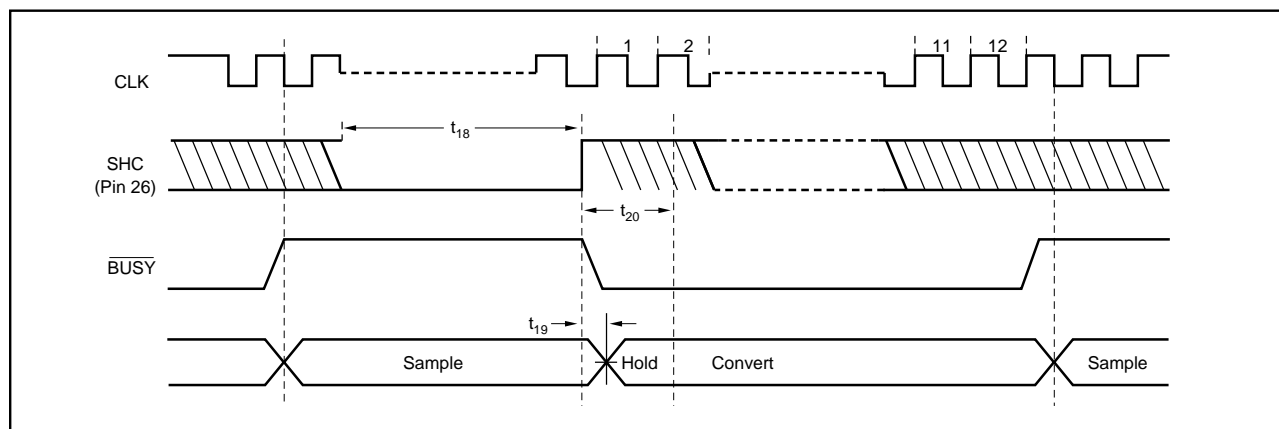 1 2 11 12
CLK
t18
SHC
(Pin 26)
t20
BUSY
t19
Sample Hold Convert Sample